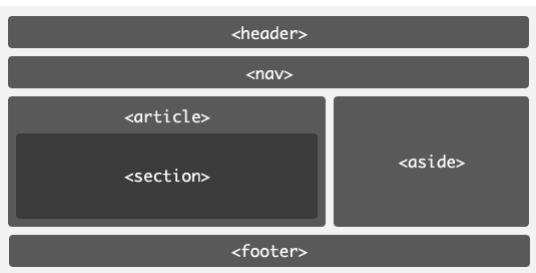 <header>
<nav>
<article>
<section>
<aside>
<footer>